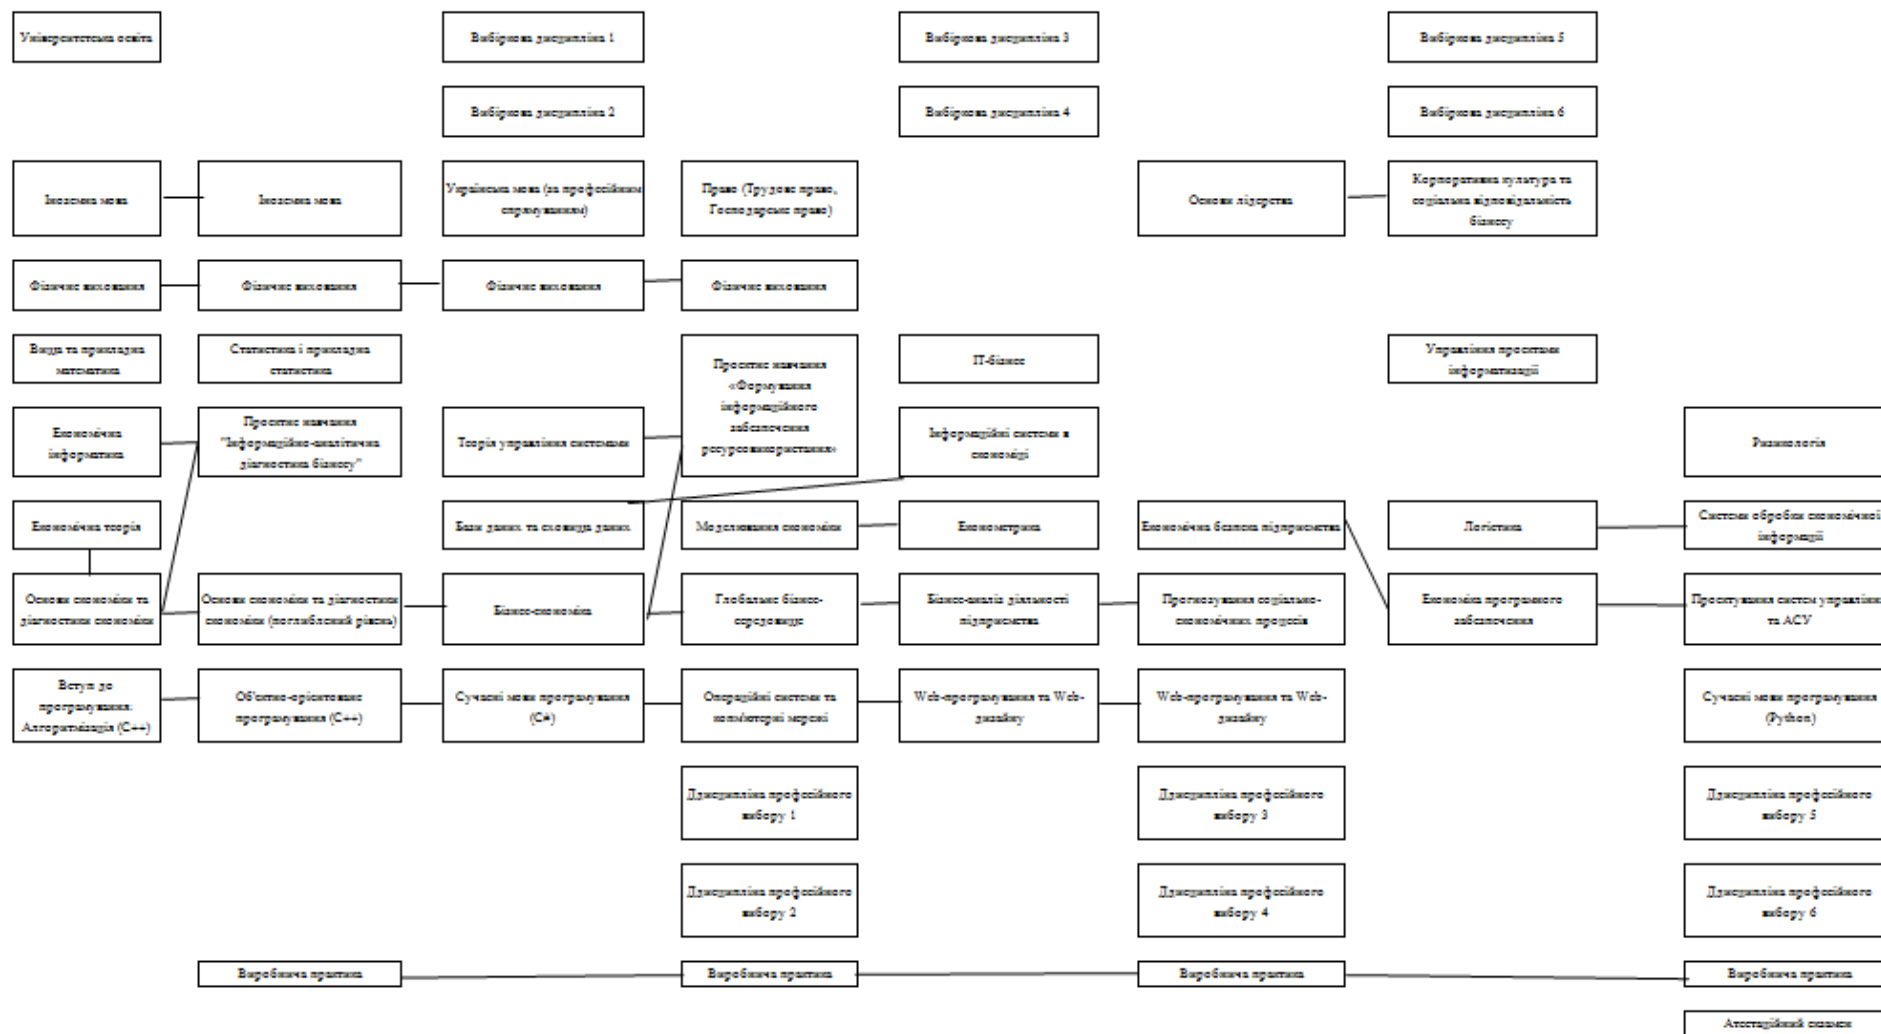 Університетська освіта
Вибіркова дисципліна 1
Вибіркова дисципліна 3
Вибіркова дисципліна 5
Вибіркова дисципліна 2
Вибіркова дисципліна 4
Вибіркова дисципліна 6
Іноземна мова
Іноземна мова
Українська мова (за професійним
спрямуванням)
Право (Трудове право,
Господарське право)
Основи лідерства
Корпоративна культура та
соціальна відповідальність
бізнесу
Фізичне виховання
Фізичне виховання
Фізичне виховання
Фізичне виховання
Вища та прикладна
математика
Статистика і прикладна
статистика
Проєктне навчання
«Формування
інформаційного
забезпечення
ресурсовикористання»
ІТ-бізнес
Управління проєктами
інформатизації
Економічна
інформатика
Проєктне навчання
"Інформаційно-аналітична
діагностика бізнесу"
Теорія управління системами
Інформаційні системи в
економіці
Ризикологія
Економічна теорія
Бази даних та сховища даних
Моделювання економіки
Економетрика
Економічна безпека підприємства
Логістика
Системи обробки економічної
інформації
Основи економіки та
діагностики економіки
Основи економіки та діагностики
економіки (поглиблений рівень)
Бізнес-економіка
Глобальне бізнес-
середовище
Бізнес-аналіз діяльності
підприємства
Прогнозування соціально-
економічних процесів
Економіка програмного
забезпечення
Проєктування систем управління
та АСУ
Вступ до
програмування.
Алгоритмізація (C++)
Об'єктно-орієнтоване
програмування (C++)
Сучасні мови програмування
(C#)
Операційні системи та
комп'ютерні мережі
Web-програмування та Web-
дизайну
Web-програмування та Web-
дизайну
Сучасні мови програмування
(Python)
Ддисципліна професійного
вибору 1
Ддисципліна професійного
вибору 3
Ддисципліна професійного
вибору 5
Ддисципліна професійного
вибору 2
Ддисципліна професійного
вибору 4
Ддисципліна професійного
вибору 6
Виробнича практика
Виробнича практика
Виробнича практика
Виробнича практика
Атестаційний екзамен